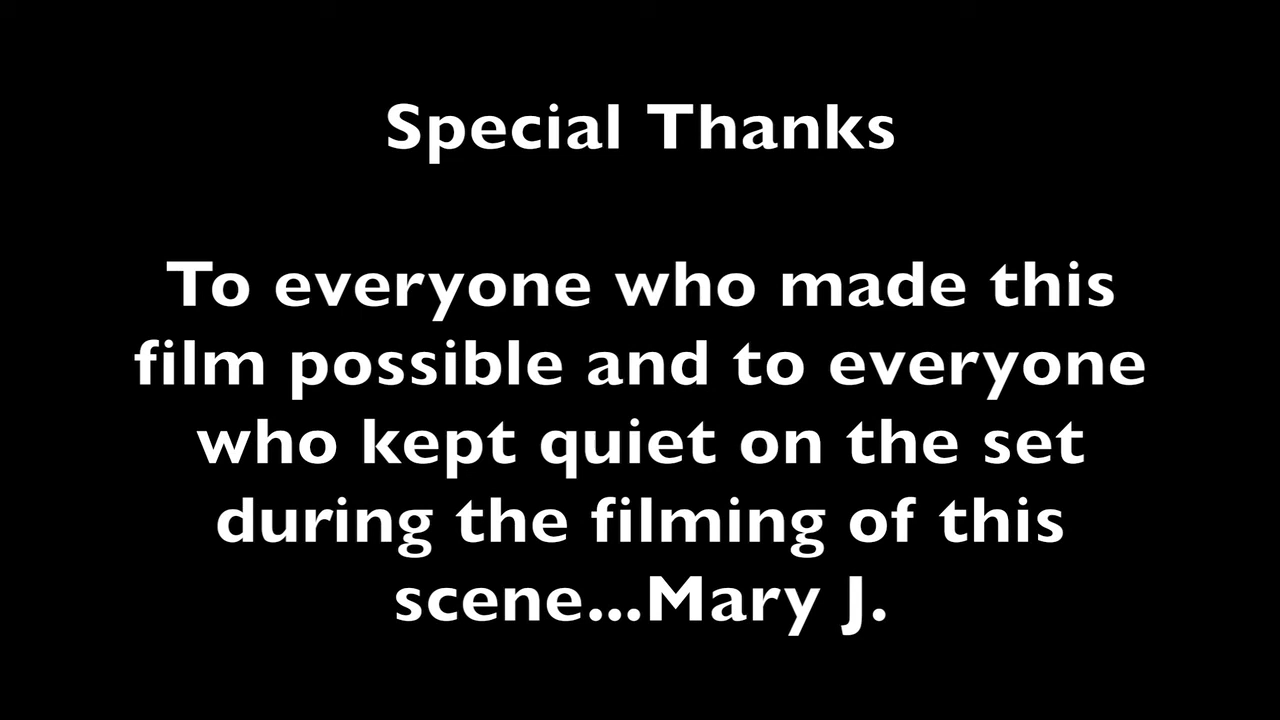 Special Thanks
To everyone who made this
film possible and to everyone
who kept quiet on the set
during the filming of this
scene...Mary J.